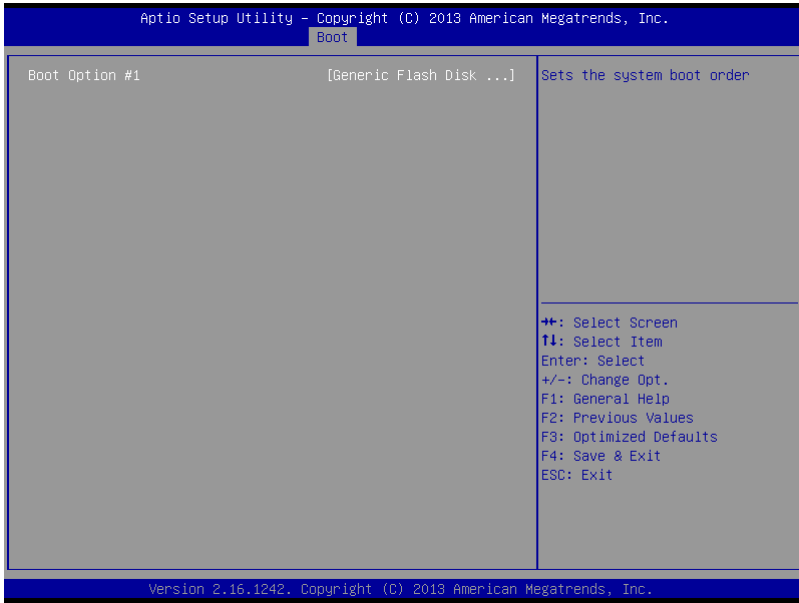 Aptio Setup Utility – Copyright (C) 2013 American Megatrends, Inc.
Boot
Boot Option #1 [Generic Flash Disk ...]
Sets the system boot order
→←: Select Screen
↑↓: Select Item
Enter: Select
+/-: Change Opt.
F1: General Help
F2: Previous Values
F3: Optimized Defaults
F4: Save & Exit
ESC: Exit
Version 2.16.1242. Copyright (C) 2013 American Megatrends, Inc.